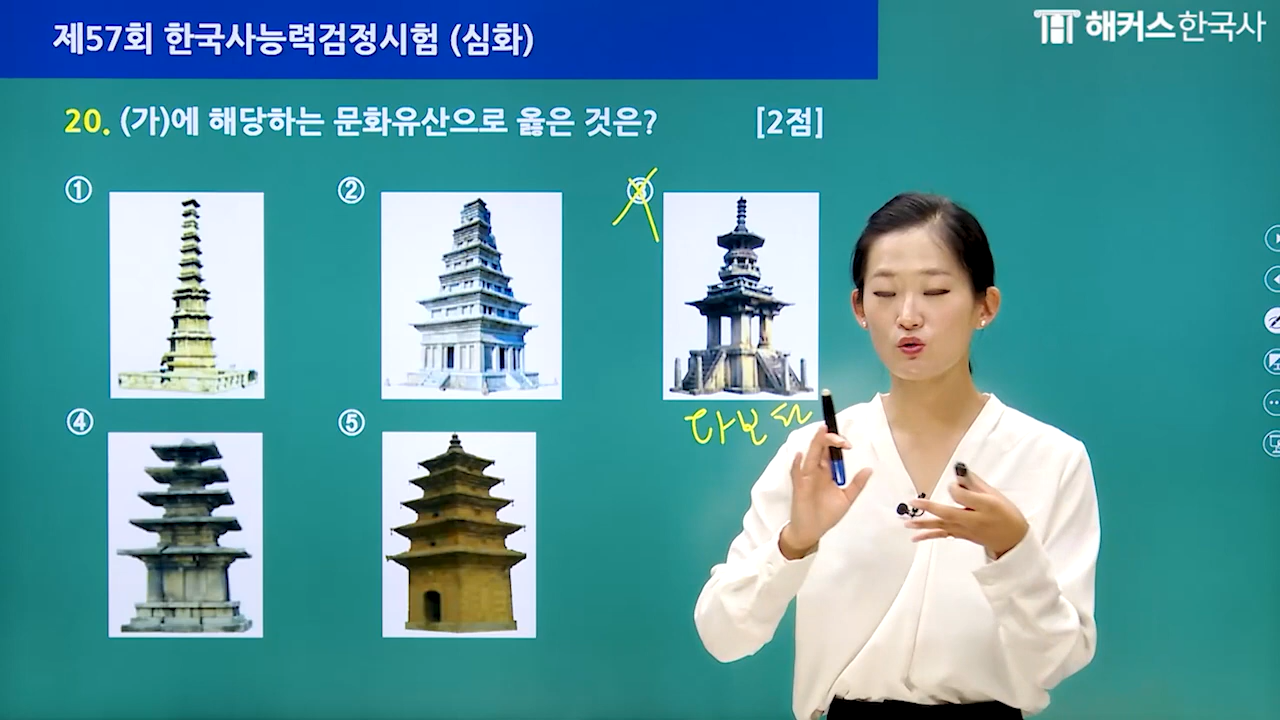 제57회 한국사능력검정시험 (심화)
해커스한국사
20. (가)에 해당하는 문화유산으로 옳은 것은? [2점]
①
②
③
다보탑
④
⑤